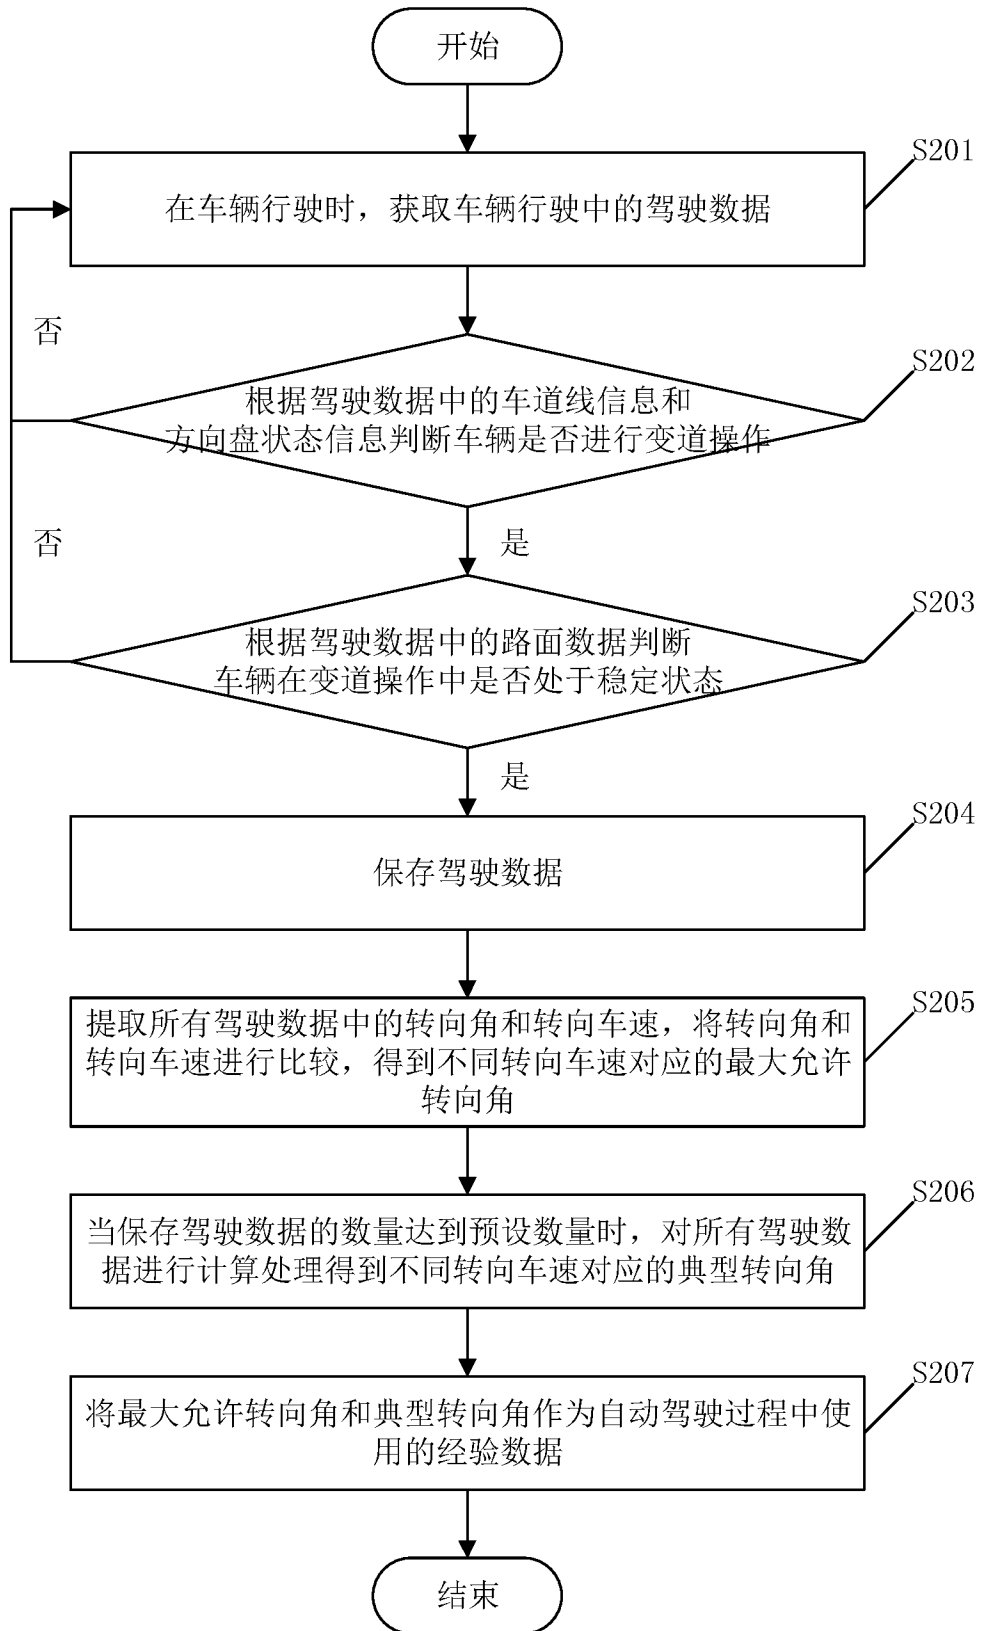 开始
S201
在车辆行驶时，获取车辆行驶中的驾驶数据
否
S202
根据驾驶数据中的车道线信息和
方向盘状态信息判断车辆是否进行变道操作
否
是
S203
根据驾驶数据中的路面数据判断
车辆在变道操作中是否处于稳定状态
是
S204
保存驾驶数据
S205
提取所有驾驶数据中的转向角和转向车速，将转向角和
转向车速进行比较，得到不同转向车速对应的最大允许
转向角
S206
当保存驾驶数据的数量达到预设数量时，对所有驾驶数
据进行计算处理得到不同转向车速对应的典型转向角
S207
将最大允许转向角和典型转向角作为自动驾驶过程中使
用的经验数据
结束